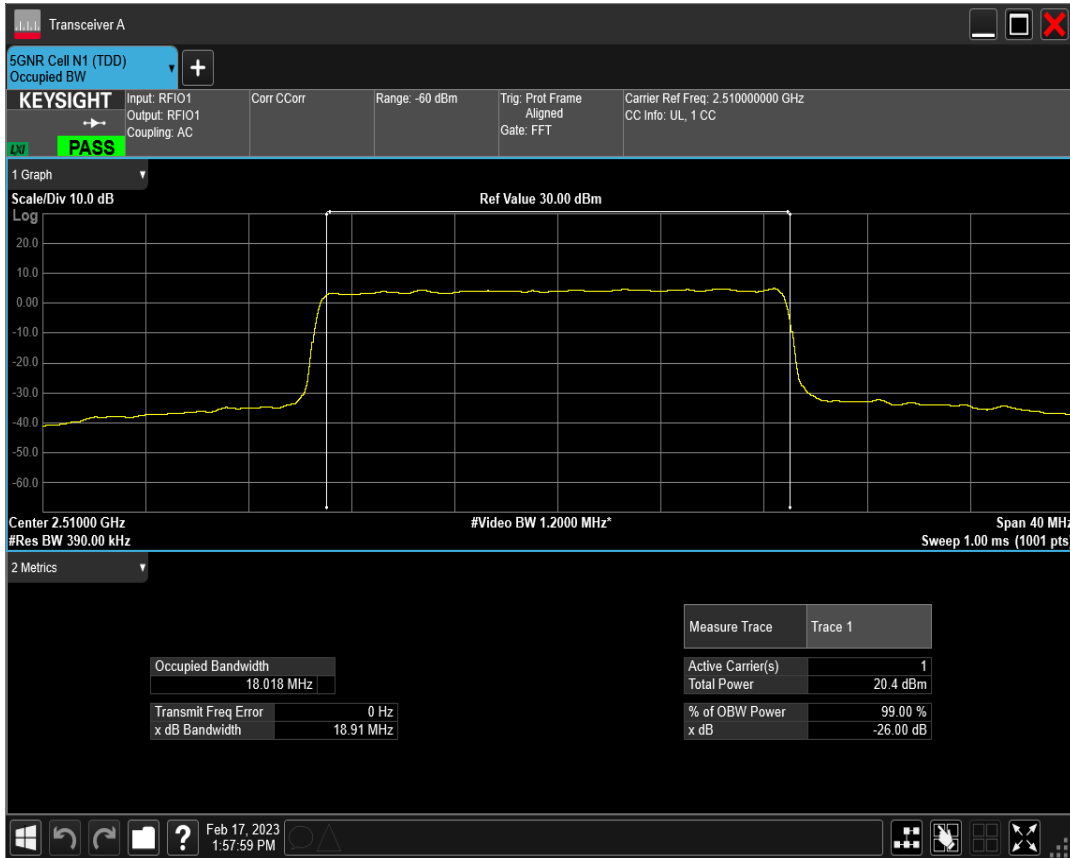 Transceiver A
5GNR Cell N1 (TDD)
Occupied BW
+
KEYSIGHT
LXI
PASS
Input: RFIO1
Output: RFIO1
Coupling: AC
Corr CCorr
Range: -60 dBm
Trig: Prot Frame
Aligned
Gate: FFT
Carrier Ref Freq: 2.510000000 GHz
CC Info: UL, 1 CC
1 Graph
Scale/Div 10.0 dB
Ref Value 30.00 dBm
Log
20.0
10.0
0.00
-10.0
-20.0
-30.0
-40.0
-50.0
-60.0
Center 2.51000 GHz
#Video BW 1.2000 MHz*
Span 40 MHz
#Res BW 390.00 kHz
Sweep 1.00 ms (1001 pts)
2 Metrics
Measure Trace Trace 1
Occupied Bandwidth
18.018 MHz
Active Carrier(s) 1
Total Power 20.4 dBm
Transmit Freq Error 0 Hz
x dB Bandwidth 18.91 MHz
% of OBW Power 99.00 %
x dB -26.00 dB
?
Feb 17, 2023
1:57:59 PM